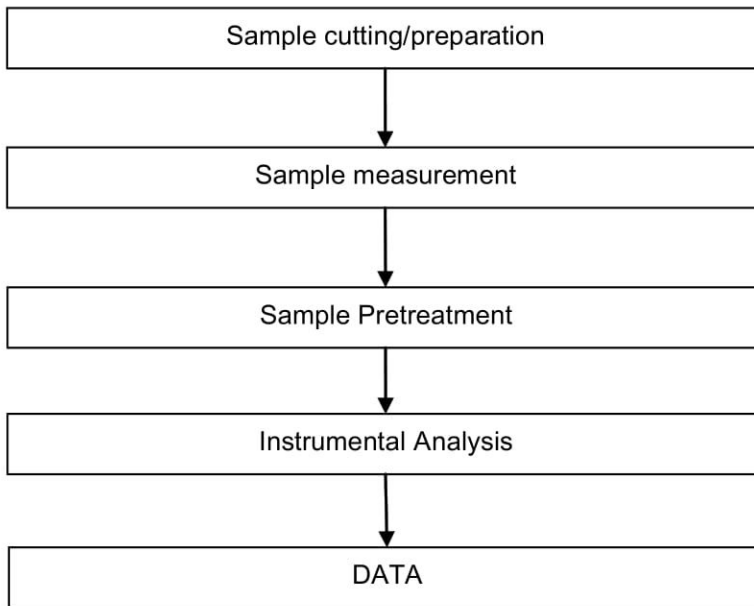 Sample cutting/preparation
Sample measurement
Sample Pretreatment
Instrumental Analysis
DATA